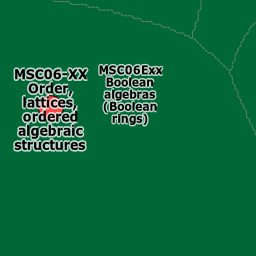 MSC06-XX
Order,
lattices,
ordered
algebraic
structures
MSC06Exx
Boolean
algebras
(Boolean
rings)